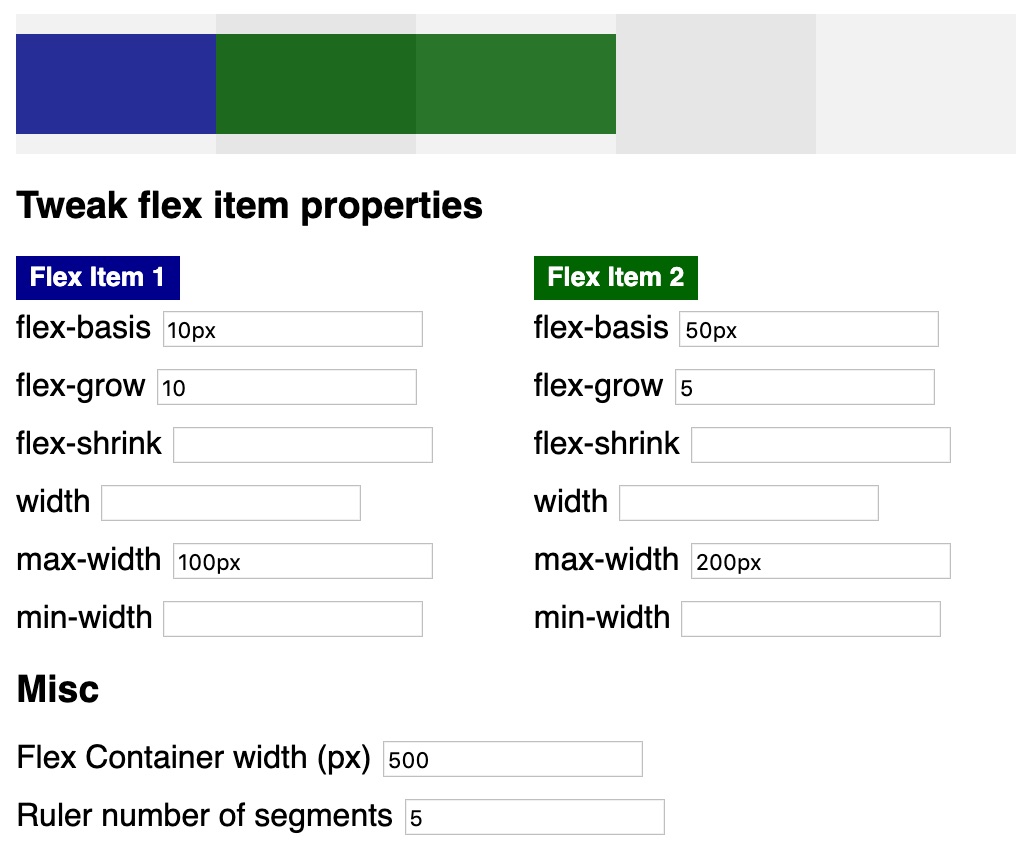 Tweak flex item properties
Flex Item 1
flex-basis 10px
flex-grow 10
flex-shrink
width
max-width 100px
min-width
Flex Item 2
flex-basis 50px
flex-grow 5
flex-shrink
width
max-width 200px
min-width
Misc
Flex Container width (px) 500
Ruler number of segments 5